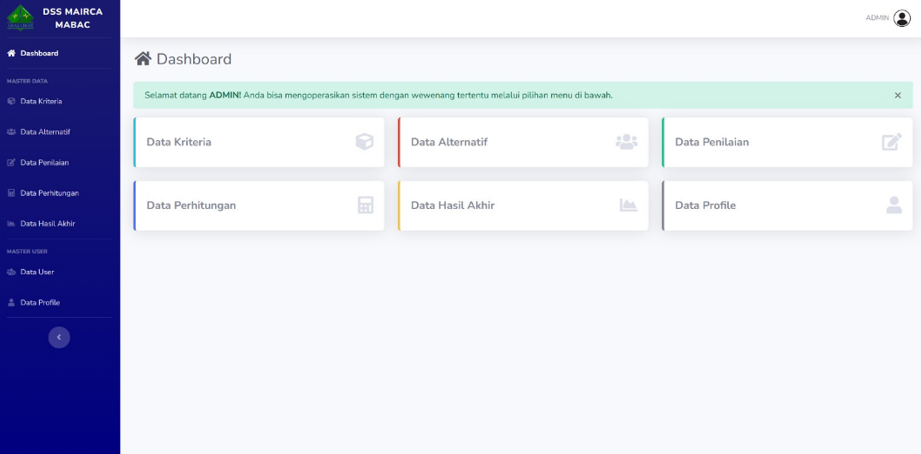 DSS MAIRCA
MABAC
ADMIN
Dashboard
MASTER DATA
Data Kriteria
Data Alternatif
Data Penilaian
Data Perhitungan
Data Hasil Akhir
MASTER USER
Data User
Data Profile
Dashboard
Selamat datang ADMIN! Anda bisa mengoperasikan sistem dengan wewenang tertentu melalui pilihan menu di bawah.
Data Kriteria
Data Alternatif
Data Penilaian
Data Perhitungan
Data Hasil Akhir
Data Profile